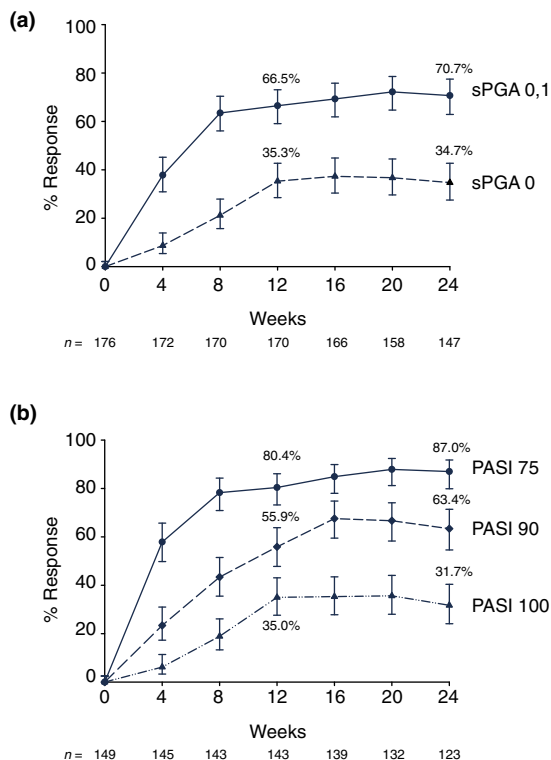 (a)
100
80
60
40
20
0
% Response
66.5%
70.7%
sPGA 0,1
35.3%
34.7%
sPGA 0
0 4 8 12 16 20 24
Weeks
n = 176 172 170 170 166 158 147
(b)
100
80
60
40
20
0
% Response
80.4%
87.0%
PASI 75
55.9%
63.4%
PASI 90
35.0%
31.7%
PASI 100
0 4 8 12 16 20 24
Weeks
n = 149 145 143 143 139 132 123